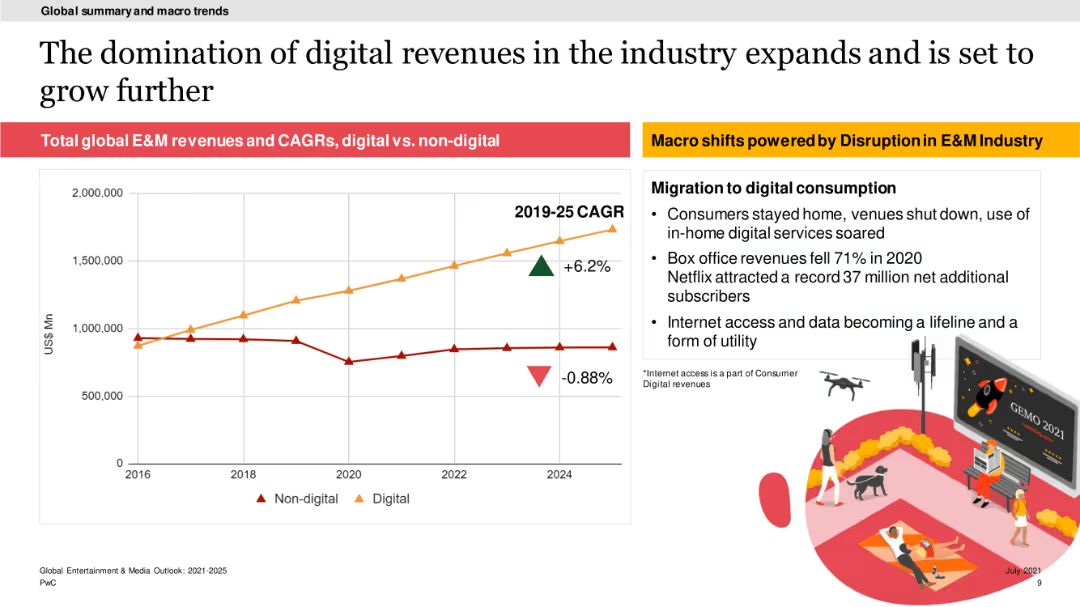 Global summary and macro trends
The domination of digital revenues in the industry expands and is set to
grow further
Total global E&M revenues and CAGRs, digital vs. non-digital
2,000,000
1,500,000
1,000,000
500,000
0
US$ Mn
2016
2018
2020
2022
2024
2019-25 CAGR
+6.2%
-0.88%
Non-digital
Digital
Macro shifts powered by Disruption in E&M Industry
Migration to digital consumption
• Consumers stayed home, venues shut down, use of
in-home digital services soared
• Box office revenues fell 71% in 2020
Netflix attracted a record 37 million net additional
subscribers
• Internet access and data becoming a lifeline and a
form of utility
*Internet access is a part of Consumer
Digital revenues
GEMO 2021
Global Entertainment & Media Outlook: 2021-2025
PwC
July 2021
9